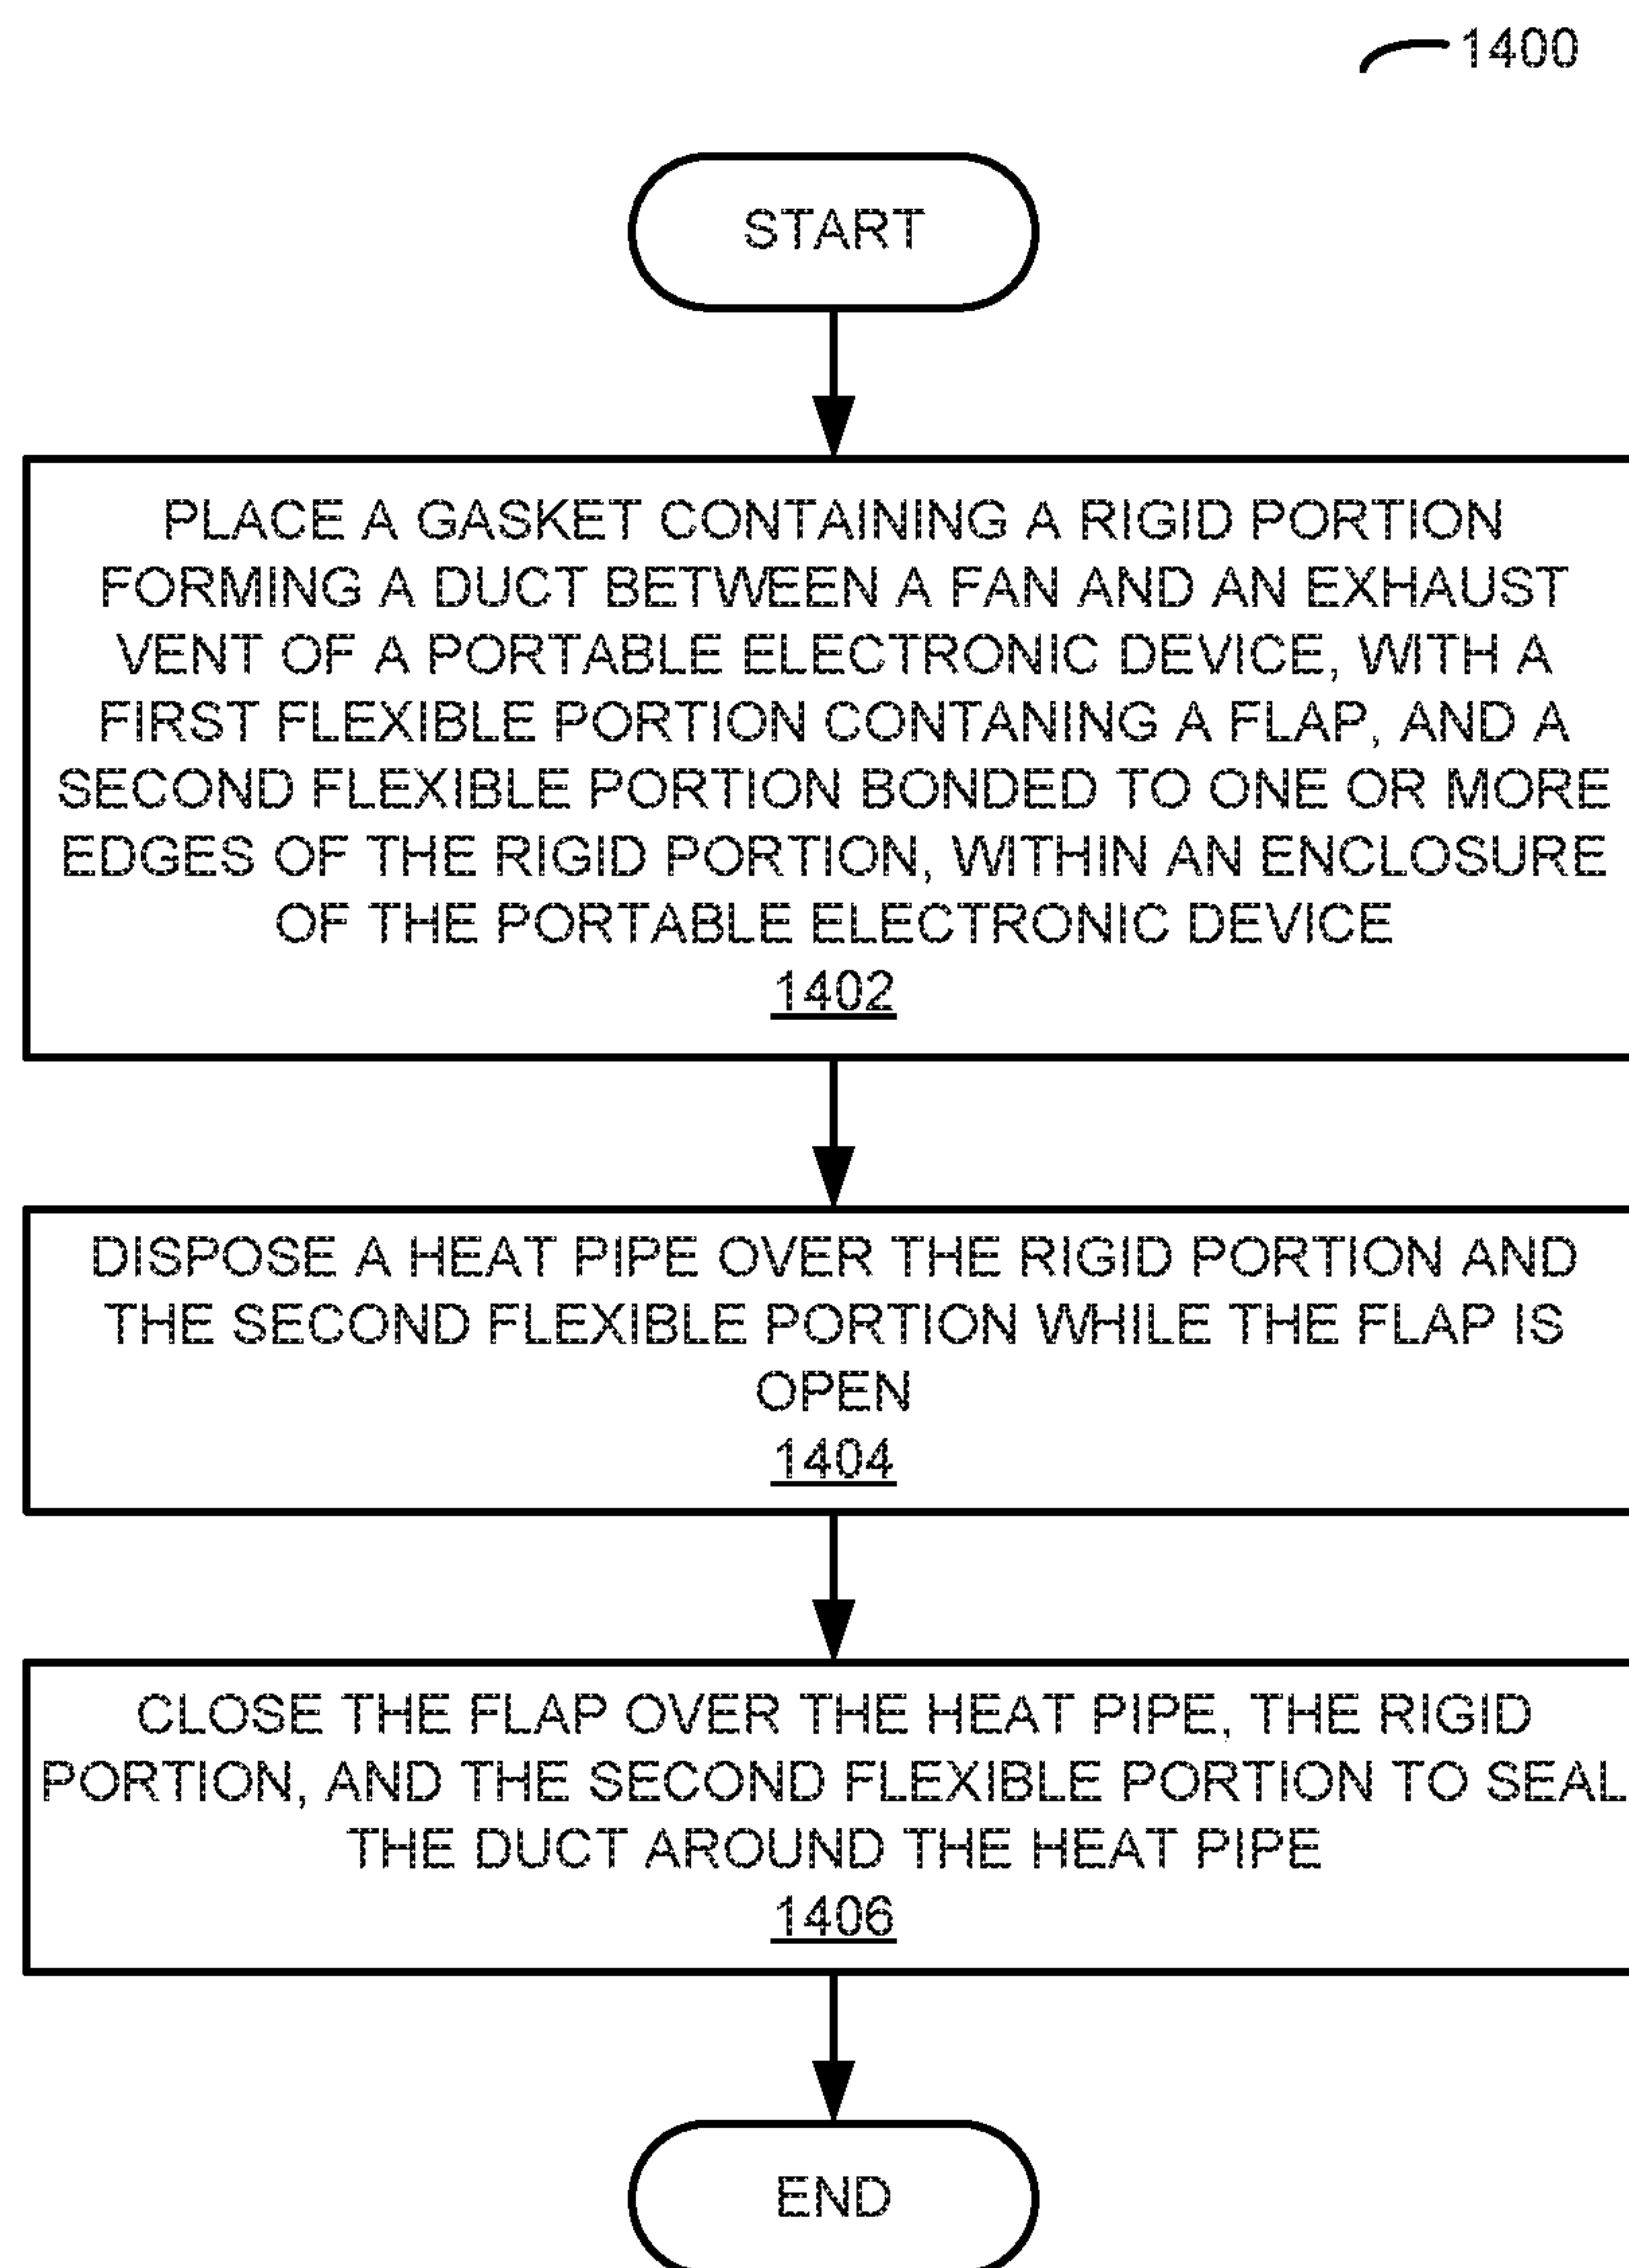 1400
START
PLACE A GASKET CONTAINING A RIGID PORTION
FORMING A DUCT BETWEEN A FAN AND AN EXHAUST
VENT OF A PORTABLE ELECTRONIC DEVICE, WITH A
FIRST FLEXIBLE PORTION CONTANING A FLAP, AND A
SECOND FLEXIBLE PORTION BONDED TO ONE OR MORE
EDGES OF THE RIGID PORTION, WITHIN AN ENCLOSURE
OF THE PORTABLE ELECTRONIC DEVICE
1402
DISPOSE A HEAT PIPE OVER THE RIGID PORTION AND
THE SECOND FLEXIBLE PORTION WHILE THE FLAP IS
OPEN
1404
CLOSE THE FLAP OVER THE HEAT PIPE, THE RIGID
PORTION, AND THE SECOND FLEXIBLE PORTION TO SEAL
THE DUCT AROUND THE HEAT PIPE
1406
END